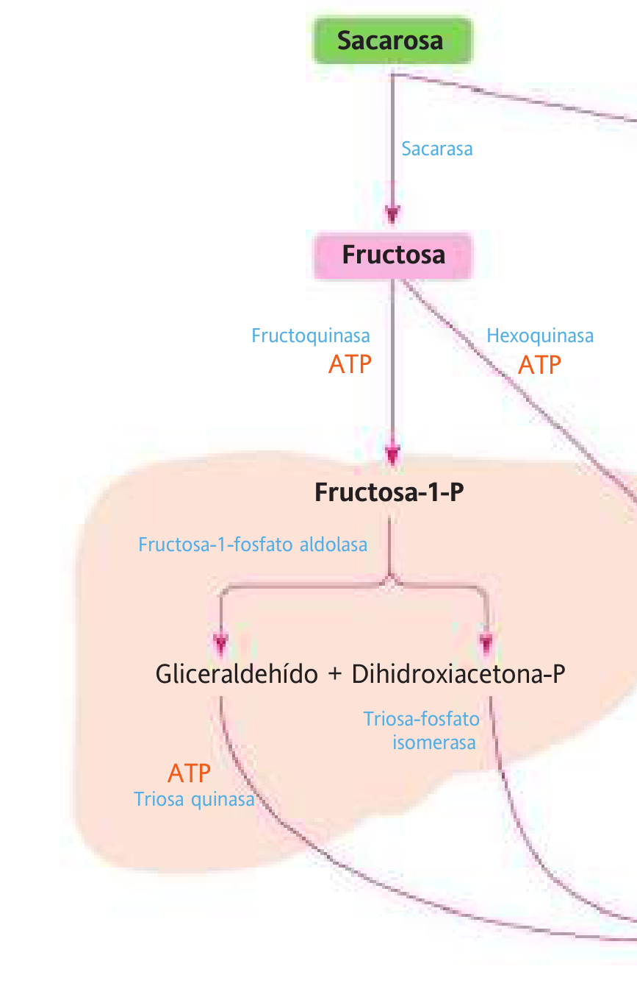 Sacarosa
Sacarasa
Fructosa
Fructoquinasa
ATP
Hexoquinasa
ATP
Fructosa-1-P
Fructosa-1-fosfato aldolasa
Gliceraldehído + Dihidroxiacetona-P
Triosa-fosfato
isomerasa
ATP
Triosa quinasa